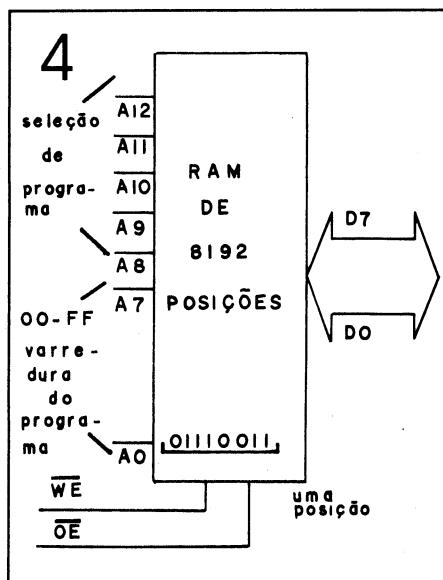 4
seleção
de
progra-
ma
A12
A11
A10
A9
A8
A7
00-FF
varre-
dura
do
progra-
ma
A0
RAM
DE
8192
POSIÇÕES
01110011
D7
D0
WE
OE
uma
posição